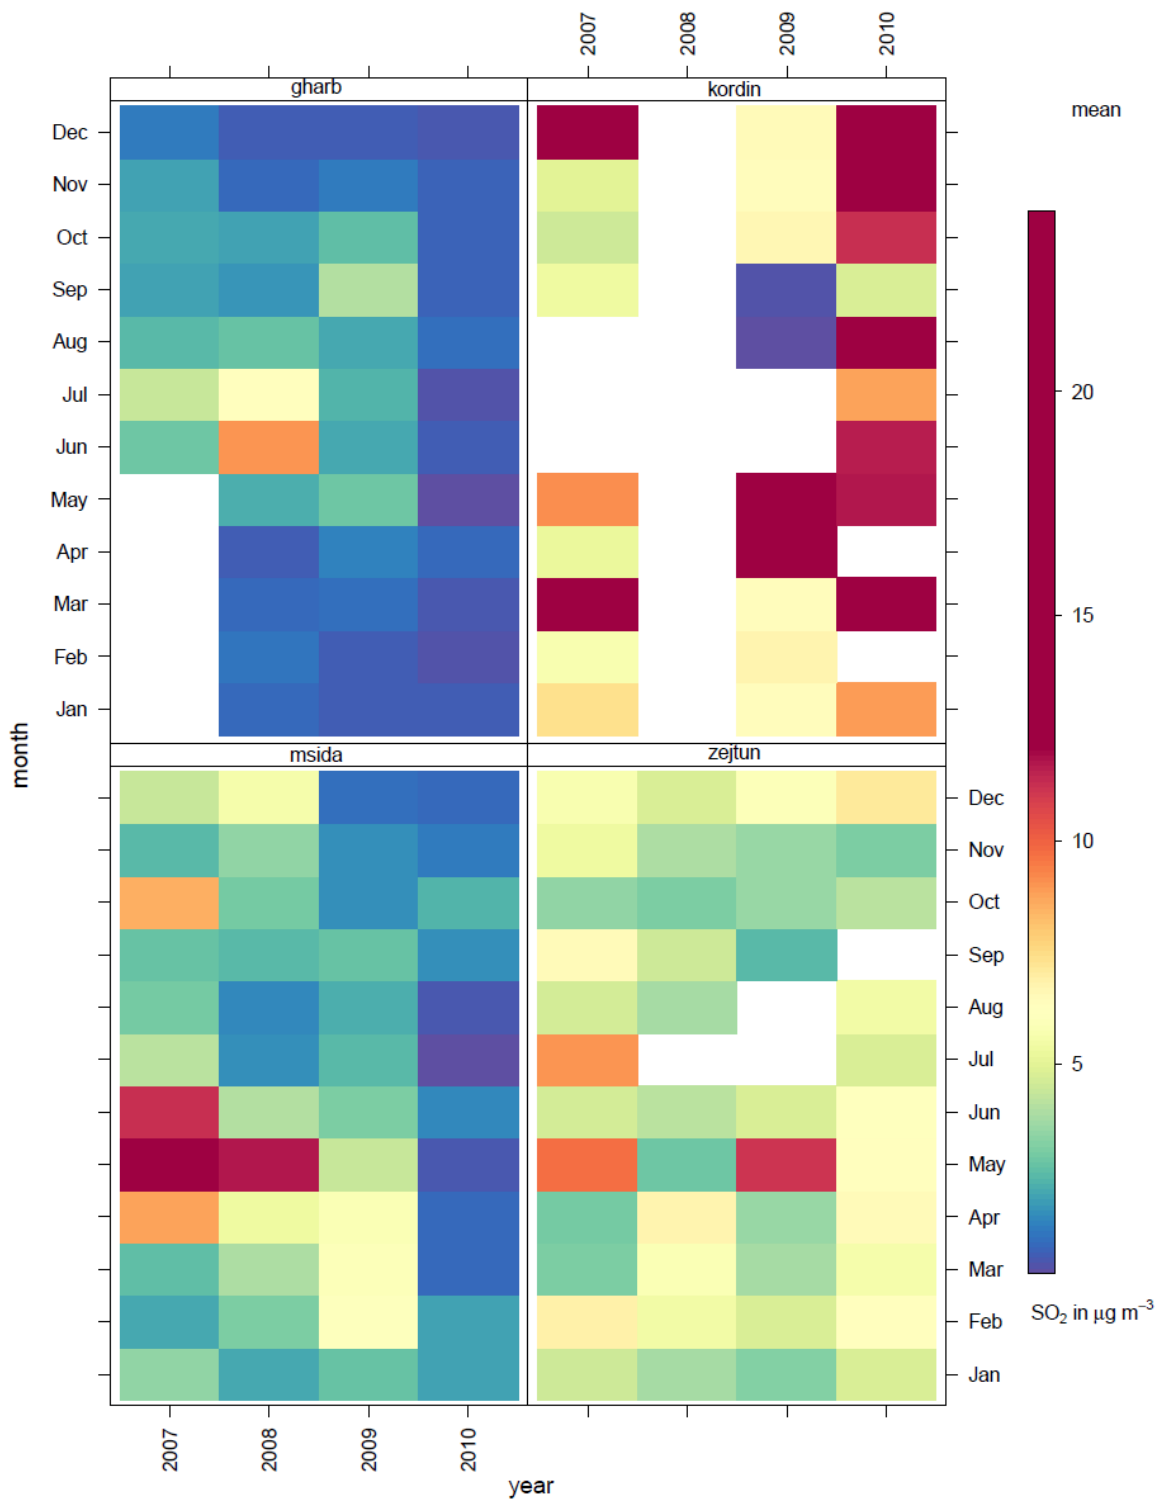 2007
2008
2009
2010
gharb
kordin
mean
Dec
Nov
Oct
Sep
Aug
Jul
Jun
May
Apr
Mar
Feb
Jan
20
15
10
5
SO₂ in μg m⁻³
month
msida
zejtun
Dec
Nov
Oct
Sep
Aug
Jul
Jun
May
Apr
Mar
Feb
Jan
2007
2008
2009
2010
year